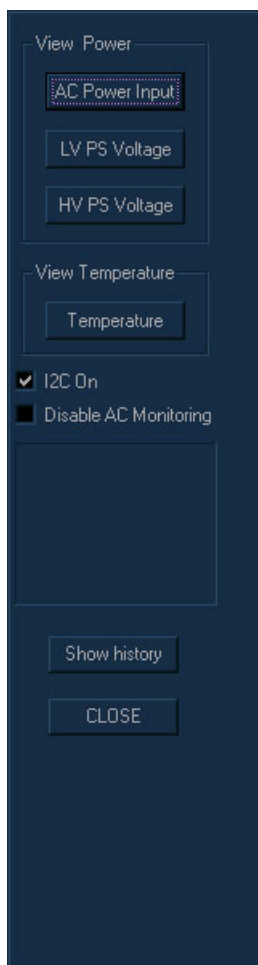 View Power
AC Power Input
LV PS Voltage
HV PS Voltage
View Temperature
Temperature
I2C On
Disable AC Monitoring
Show history
CLOSE